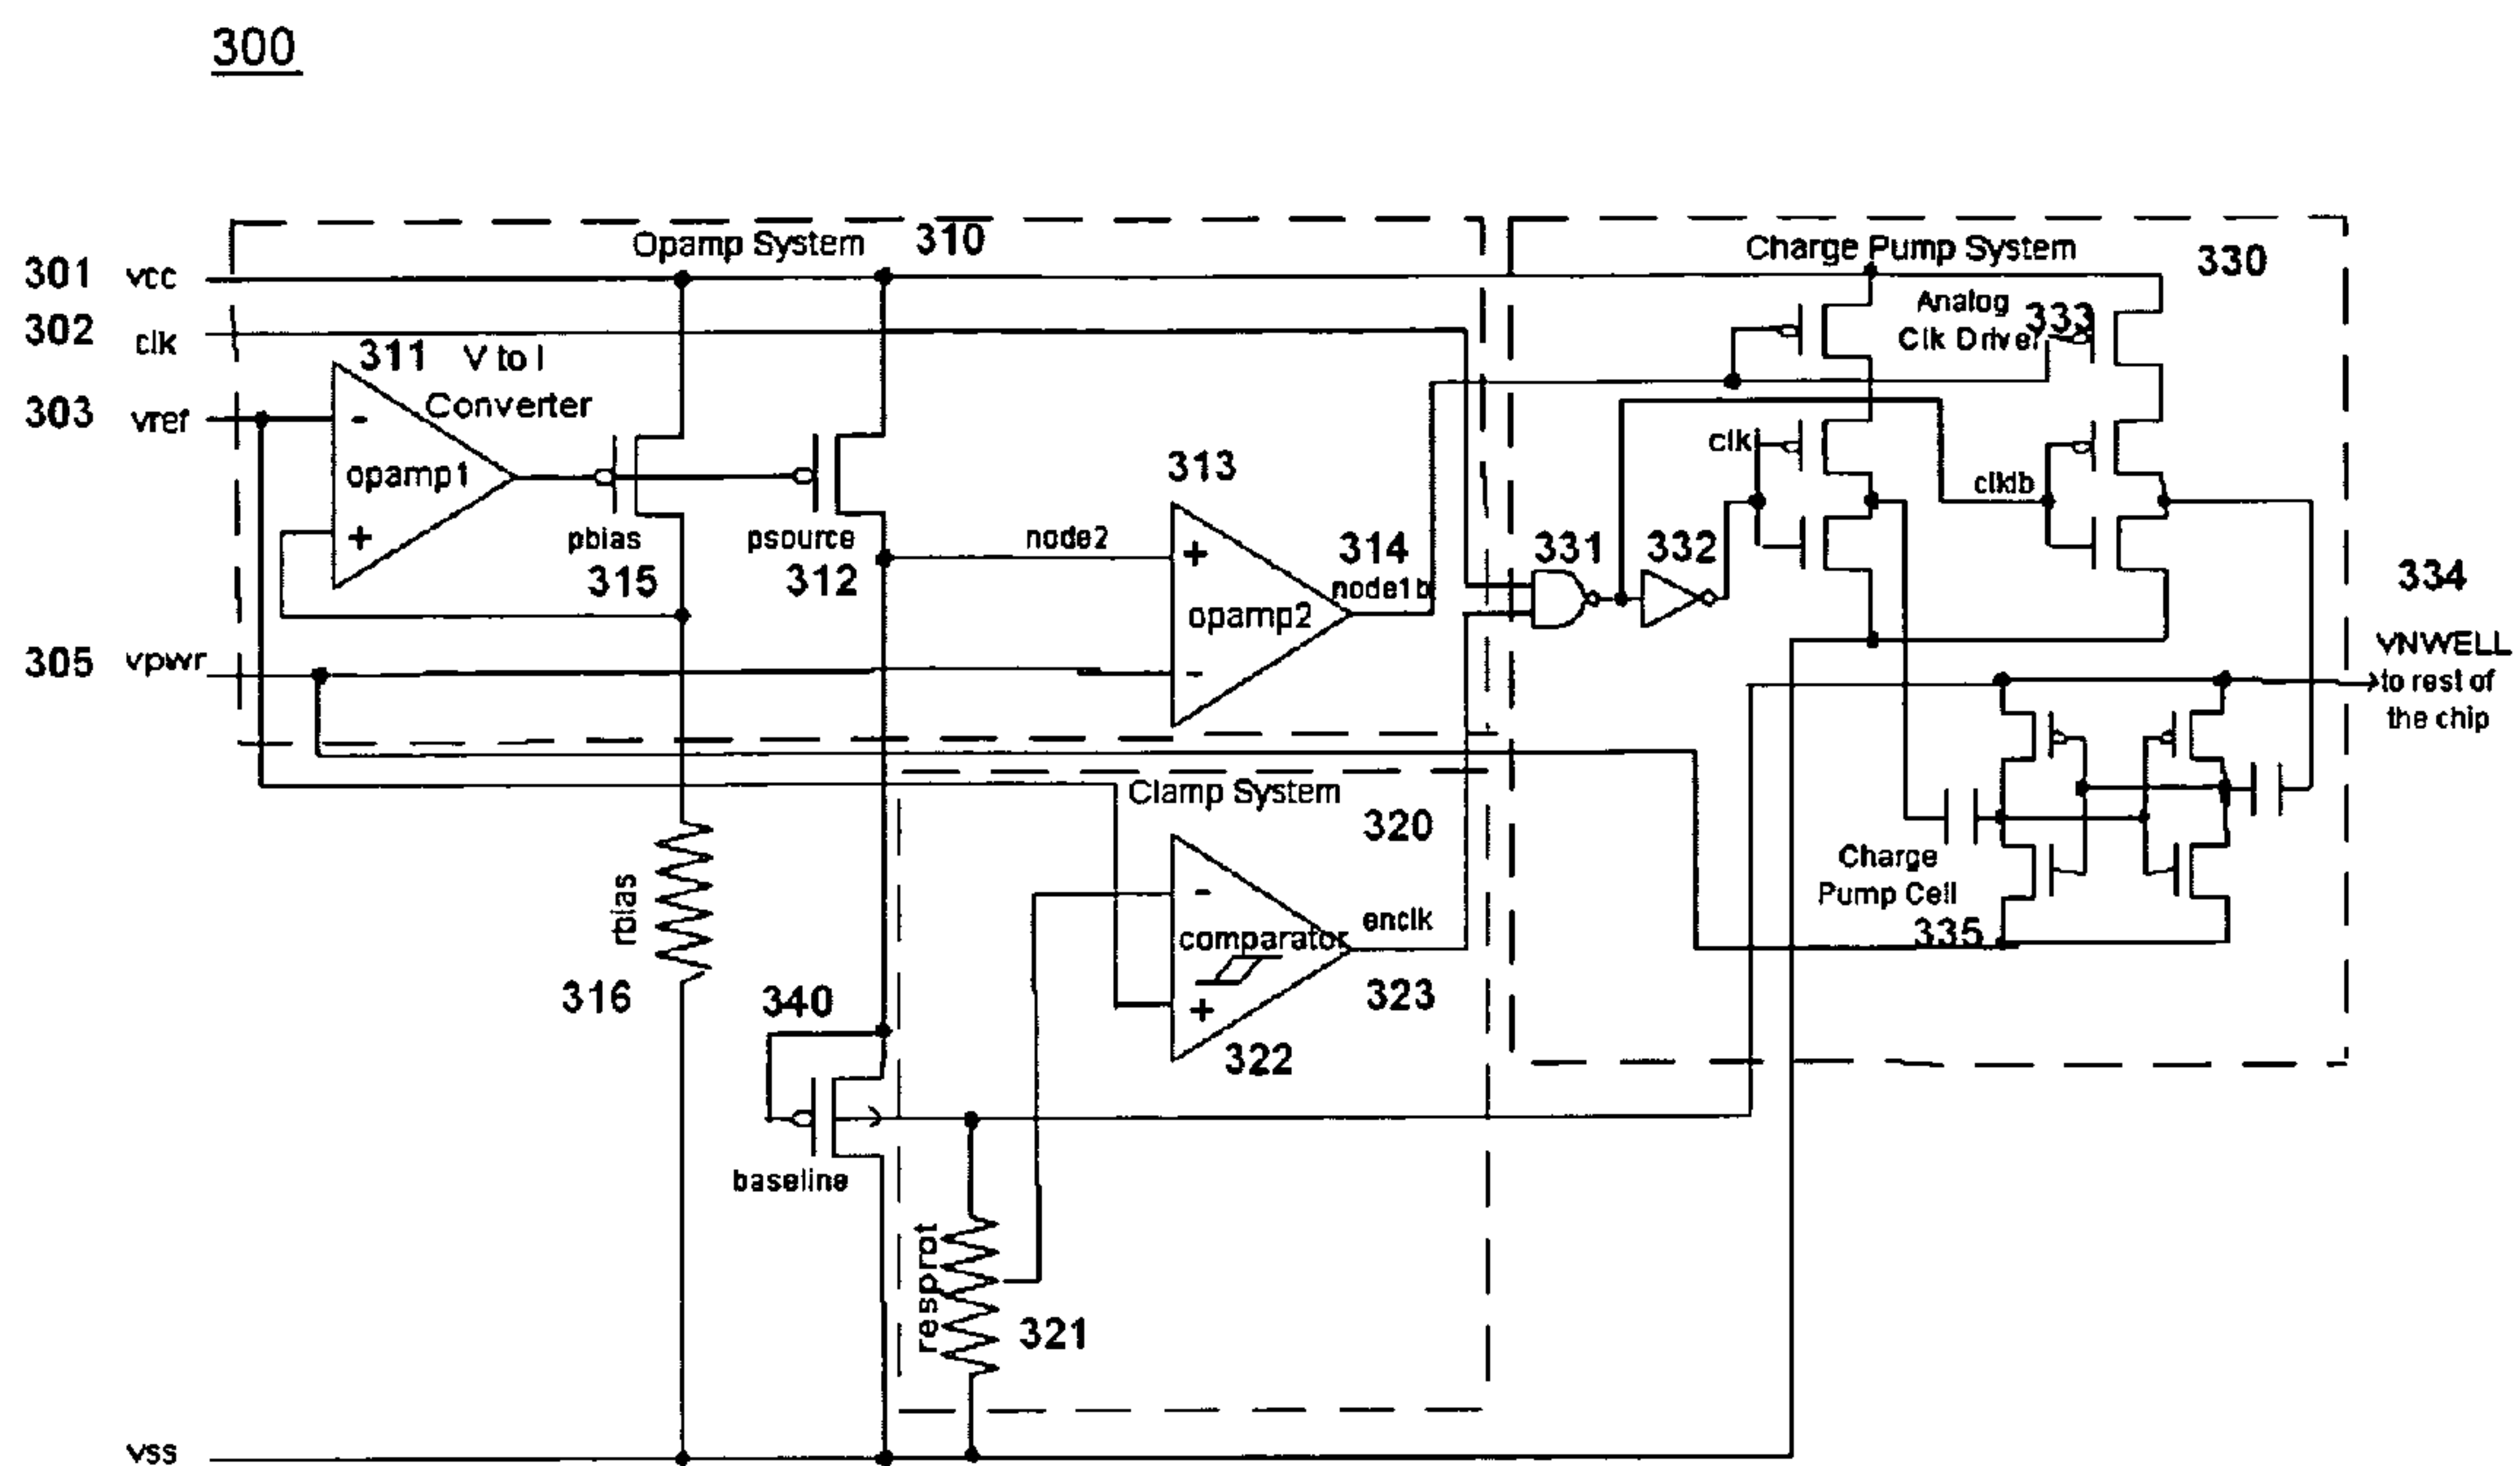 300
Opamp System 310
Charge Pump System 330
301 vcc
302 clk
303 vref
305 vpwr
vss
311 V to I
Converter
-
opamp1
+
pbias
315
psource
312
node2
313
+
opamp2
-
314
node1b
Analog
Clk Driver
333
clki
clkib
331
332
334
VNWELL
to rest of
the chip
Charge
Pump Cell
335
Clamp System
320
-
comparator
+
322
enclk
323
rbias
316
340
baseline
resprot
321